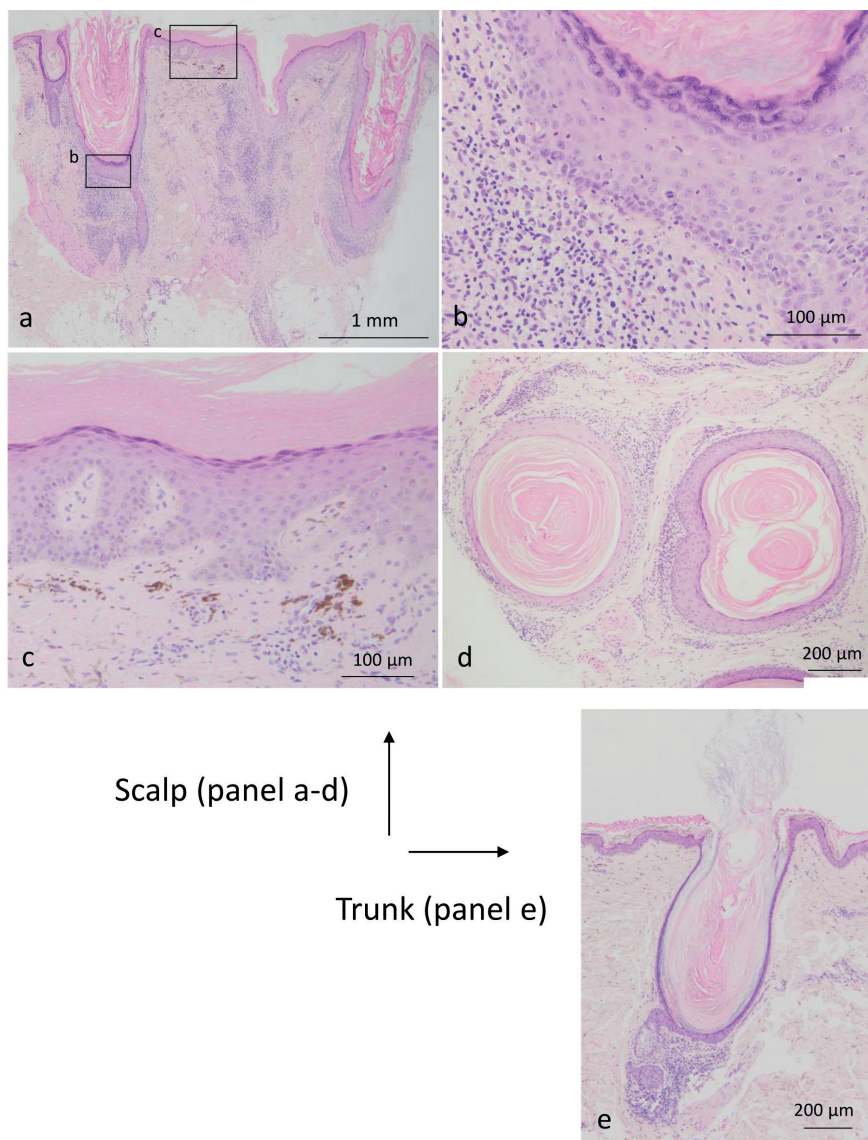 c
b
a
1 mm
b
100 µm
c
100 µm
d
200 µm
Scalp (panel a-d)
Trunk (panel e)
e
200 µm